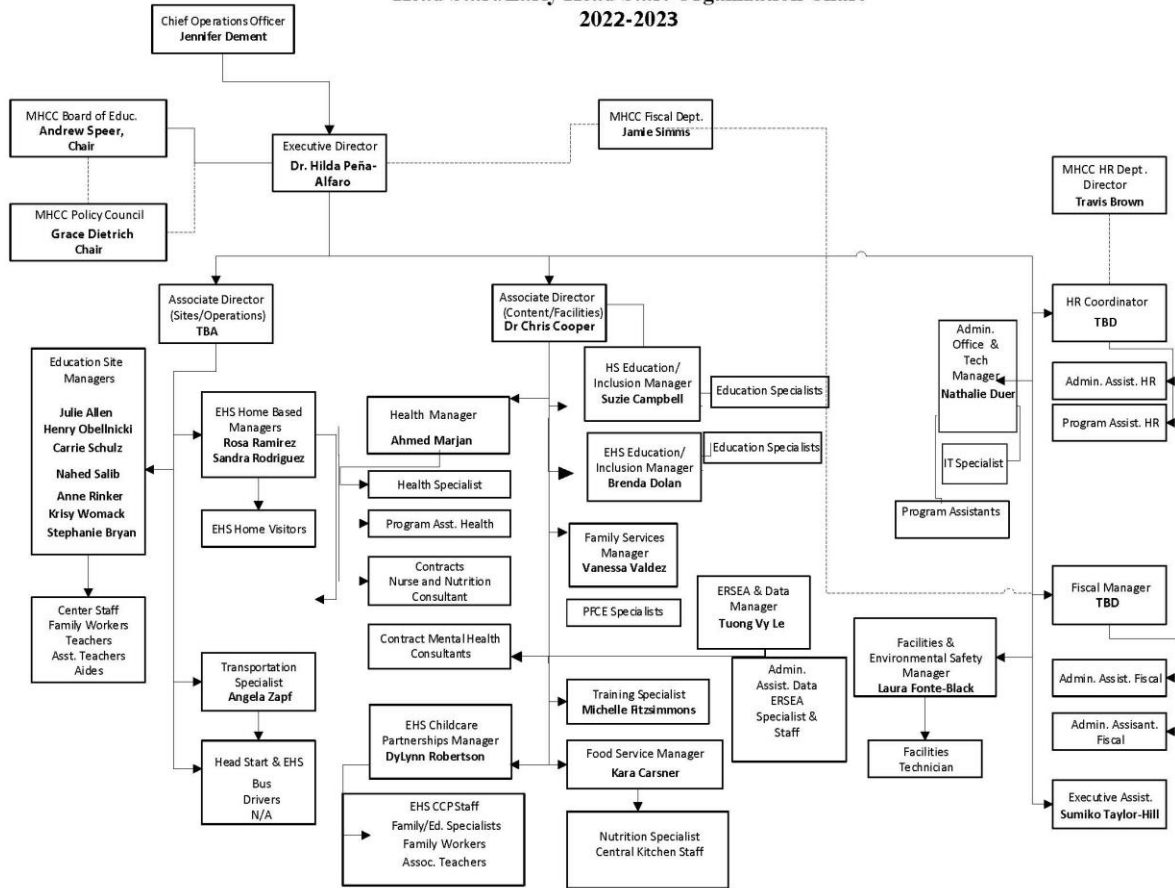 2022-2023
Chief Operations Officer
Jennifer Dement
MHCC Board of Educ.
Andrew Speer,
Chair
MHCC Fiscal Dept.
Jamie Simms
Executive Director
Dr. Hilda Peña-
Alfaro
MHCC HR Dept.
Director
Travis Brown
MHCC Policy Council
Grace Dietrich
Chair
Associate Director
(Sites/Operations)
TBA
Associate Director
(Content/Facilities)
Dr Chris Cooper
HR Coordinator
TBD
Admin.
Office &
Tech
Manager
Nathalie Duer
Education Site
Managers
Julie Allen
Henry Obellnicki
Carrie Schulz
Nahed Salib
Anne Rinker
Krisy Womack
Stephanie Bryan
EHS Home Based
Managers
Rosa Ramirez
Sandra Rodriguez
Health Manager
Ahmed Marjan
HS Education/
Inclusion Manager
Suzie Campbell
Education Specialists
Admin. Assist. HR
Program Assist. HR
EHS Education/
Inclusion Manager
Brenda Dolan
Education Specialists
IT Specialist
Health Specialist
EHS Home Visitors
Program Asst. Health
Program Assistants
Family Services
Manager
Vanessa Valdez
Contracts
Nurse and Nutrition
Consultant
ERSEA & Data
Manager
Tuong Vy Le
Fiscal Manager
TBD
PFCE Specialists
Center Staff
Family Workers
Teachers
Asst. Teachers
Aides
Contract Mental Health
Consultants
Facilities &
Environmental Safety
Manager
Laura Fonte-Black
Transportation
Specialist
Angela Zapf
Admin.
Assist. Data
ERSEA
Specialist &
Staff
Admin. Assist. Fiscal
Training Specialist
Michelle Fitzsimmons
EHS Childcare
Partnerships Manager
DyLynn Robertson
Admin. Assisant.
Fiscal
Head Start & EHS
Bus
Drivers
N/A
Food Service Manager
Kara Carsner
Facilities
Technician
EHS CCP Staff
Family/Ed. Specialists
Family Workers
Assoc. Teachers
Nutrition Specialist
Central Kitchen Staff
Executive Assist.
Sumiko Taylor-Hill